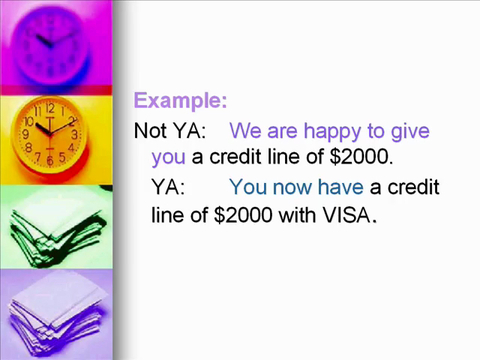 Example:
Not YA: We are happy to give
you a credit line of $2000.
YA: You now have a credit
line of $2000 with VISA.